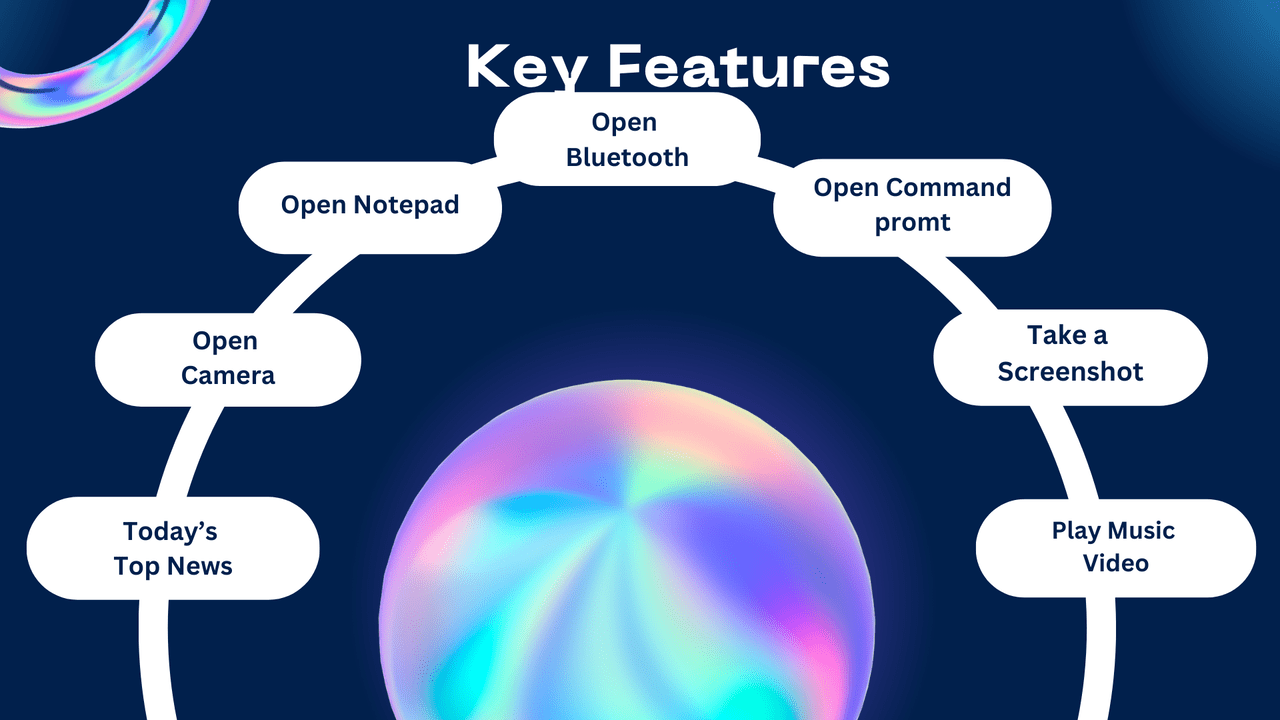 Key Features
Open
Bluetooth
Open Notepad
Open Command
promt
Open
Camera
Take a
Screenshot
Today’s
Top News
Play Music
Video